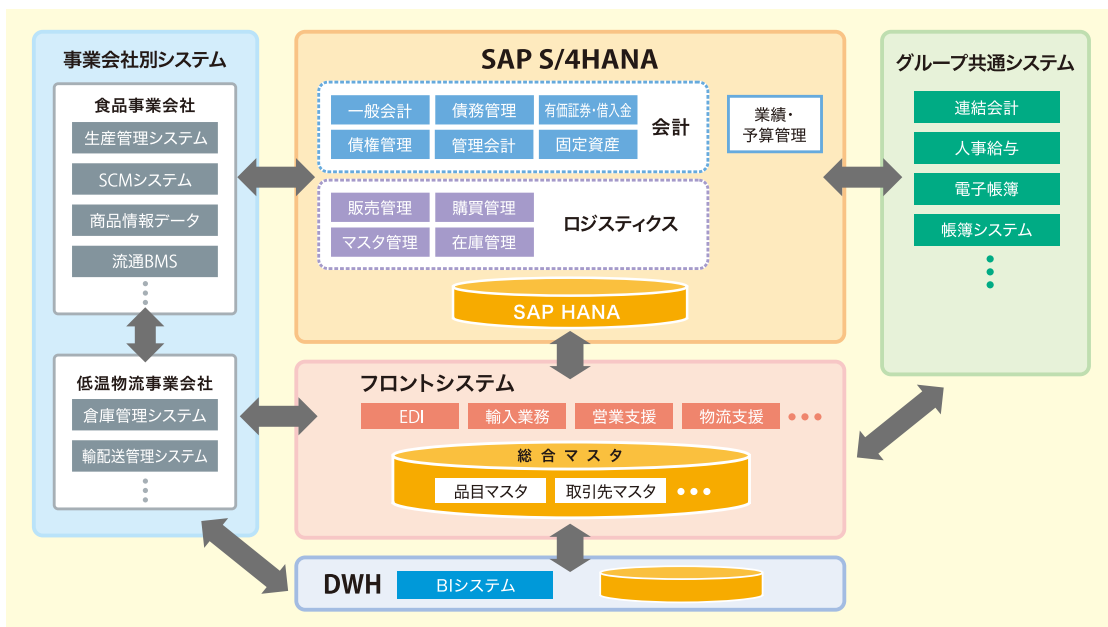 事業会社別システム
食品事業会社
生産管理システム
SCMシステム
商品情報データ
流通BMS
低温物流事業会社
倉庫管理システム
輸配送管理システム
SAP S/4HANA
一般会計
債務管理
有価証券・借入金
債権管理
管理会計
固定資産
会計
業績・
予算管理
販売管理
購買管理
マスタ管理
在庫管理
ロジスティクス
SAP HANA
フロントシステム
EDI
輸入業務
営業支援
物流支援
総合マスタ
品目マスタ
取引先マスタ
DWH
BIシステム
グループ共通システム
連結会計
人事給与
電子帳簿
帳簿システム